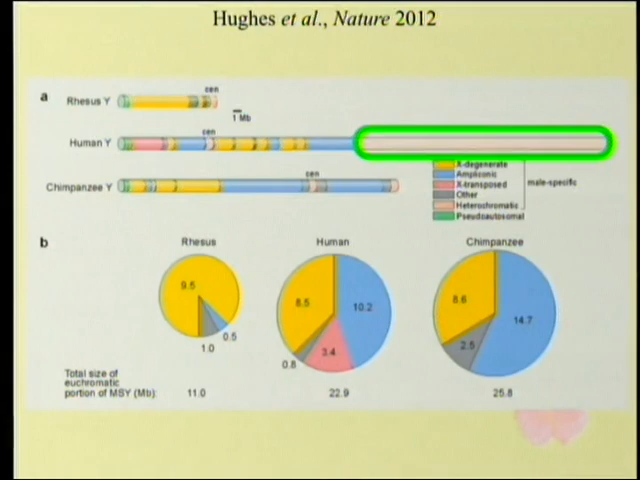 Hughes et al., Nature 2012
a
Rhesus Y
cen
1 Mb
Human Y
cen
Chimpanzee Y
cen
X-degenerate
Ampliconic
X-transposed
Other
Heterochromatic
Pseudoautosomal
male-specific
b
Rhesus
Human
Chimpanzee
9.5
0.5
1.0
8.5
10.2
3.4
0.8
8.6
14.7
2.5
Total size of
euchromatic
portion of MSY (Mb):
11.0
22.9
25.8